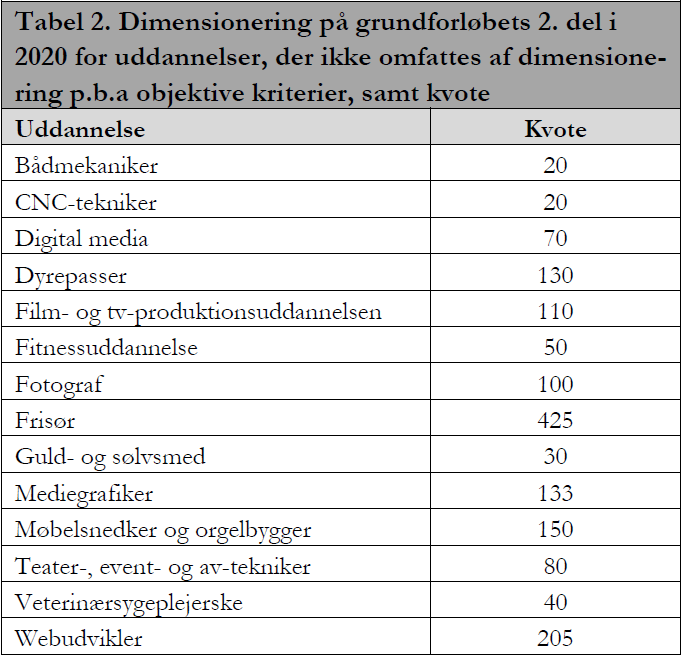 Tabel 2. Dimensionering på grundforløbets 2. del i
2020 for uddannelser, der ikke omfattes af dimensione-
ring p.b.a objektive kriterier, samt kvote
Uddannelse Kvote
Bådmekaniker 20
CNC-tekniker 20
Digital media 70
Dyrepasser 130
Film- og tv-produktionsuddannelsen 110
Fitnessuddannelse 50
Fotograf 100
Frisør 425
Guld- og sølvsmed 30
Mediegrafiker 133
Møbelsnedker og orgelbygger 150
Teater-, event- og av-tekniker 80
Veterinærsygeplejerske 40
Webudvikler 205